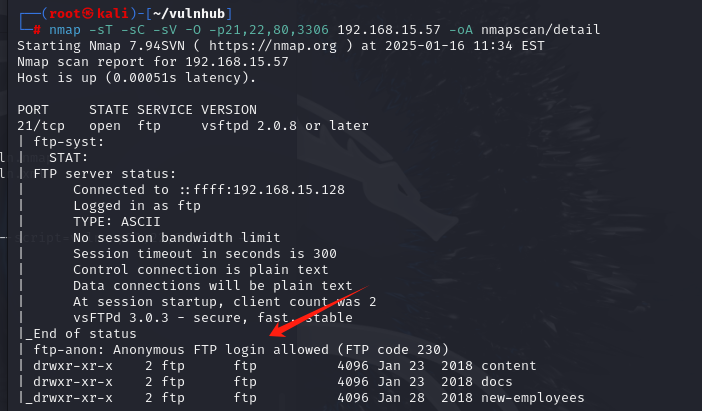 ┌──(root㉿kali)-[~/vulnhub]
└─# nmap -sT -sC -sV -O -p21,22,80,3306 192.168.15.57 -oA nmapscan/detail
Starting Nmap 7.94SVN ( https://nmap.org ) at 2025-01-16 11:34 EST
Nmap scan report for 192.168.15.57
Host is up (0.00051s latency).

PORT     STATE SERVICE VERSION
21/tcp   open  ftp     vsftpd 2.0.8 or later
| ftp-syst:
|   STAT:
| FTP server status:
|      Connected to ::ffff:192.168.15.128
|      Logged in as ftp
|      TYPE: ASCII
|      No session bandwidth limit
|      Session timeout in seconds is 300
|      Control connection is plain text
|      Data connections will be plain text
|      At session startup, client count was 2
|      vsFTPd 3.0.3 - secure, fast, stable
|_End of status
| ftp-anon: Anonymous FTP login allowed (FTP code 230)
| drwxr-xr-x    2 ftp      ftp          4096 Jan 23  2018 content
| drwxr-xr-x    2 ftp      ftp          4096 Jan 23  2018 docs
|_drwxr-xr-x    2 ftp      ftp          4096 Jan 28  2018 new-employees